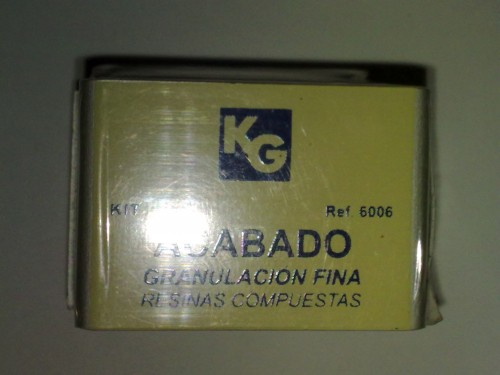 KG
KIT
Ref. 6006
ACABADO
GRANULACION FINA
RESINAS COMPUESTAS